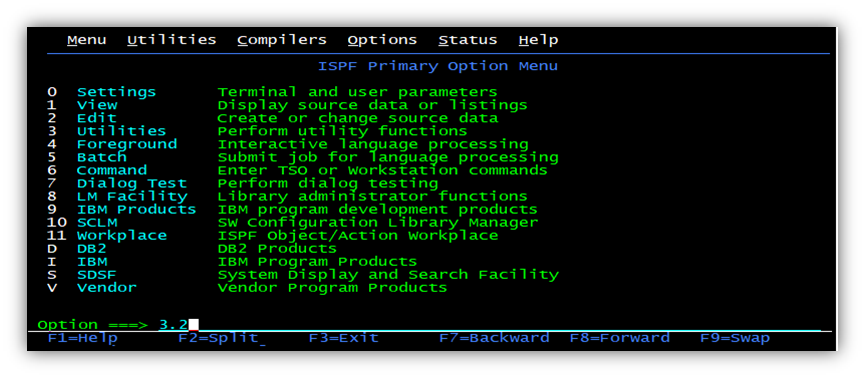 Menu Utilities Compilers Options Status Help
ISPF Primary Option Menu
0 Settings Terminal and user parameters
1 View Display source data or listings
2 Edit Create or change source data
3 Utilities Perform utility functions
4 Foreground Interactive language processing
5 Batch Submit job for language processing
6 Command Enter TSO or Workstation commands
7 Dialog Test Perform dialog testing
8 LM Facility Library administrator functions
9 IBM Products IBM program development products
10 SCLM SW Configuration Library Manager
11 Workplace ISPF Object/Action Workplace
D DB2 DB2 Products
I IBM IBM Program Products
S SDSF System Display and Search Facility
V Vendor Vendor Program Products
Option ===> 3.2
F1=Help F2=Split F3=Exit F7=Backward F8=Forward F9=Swap